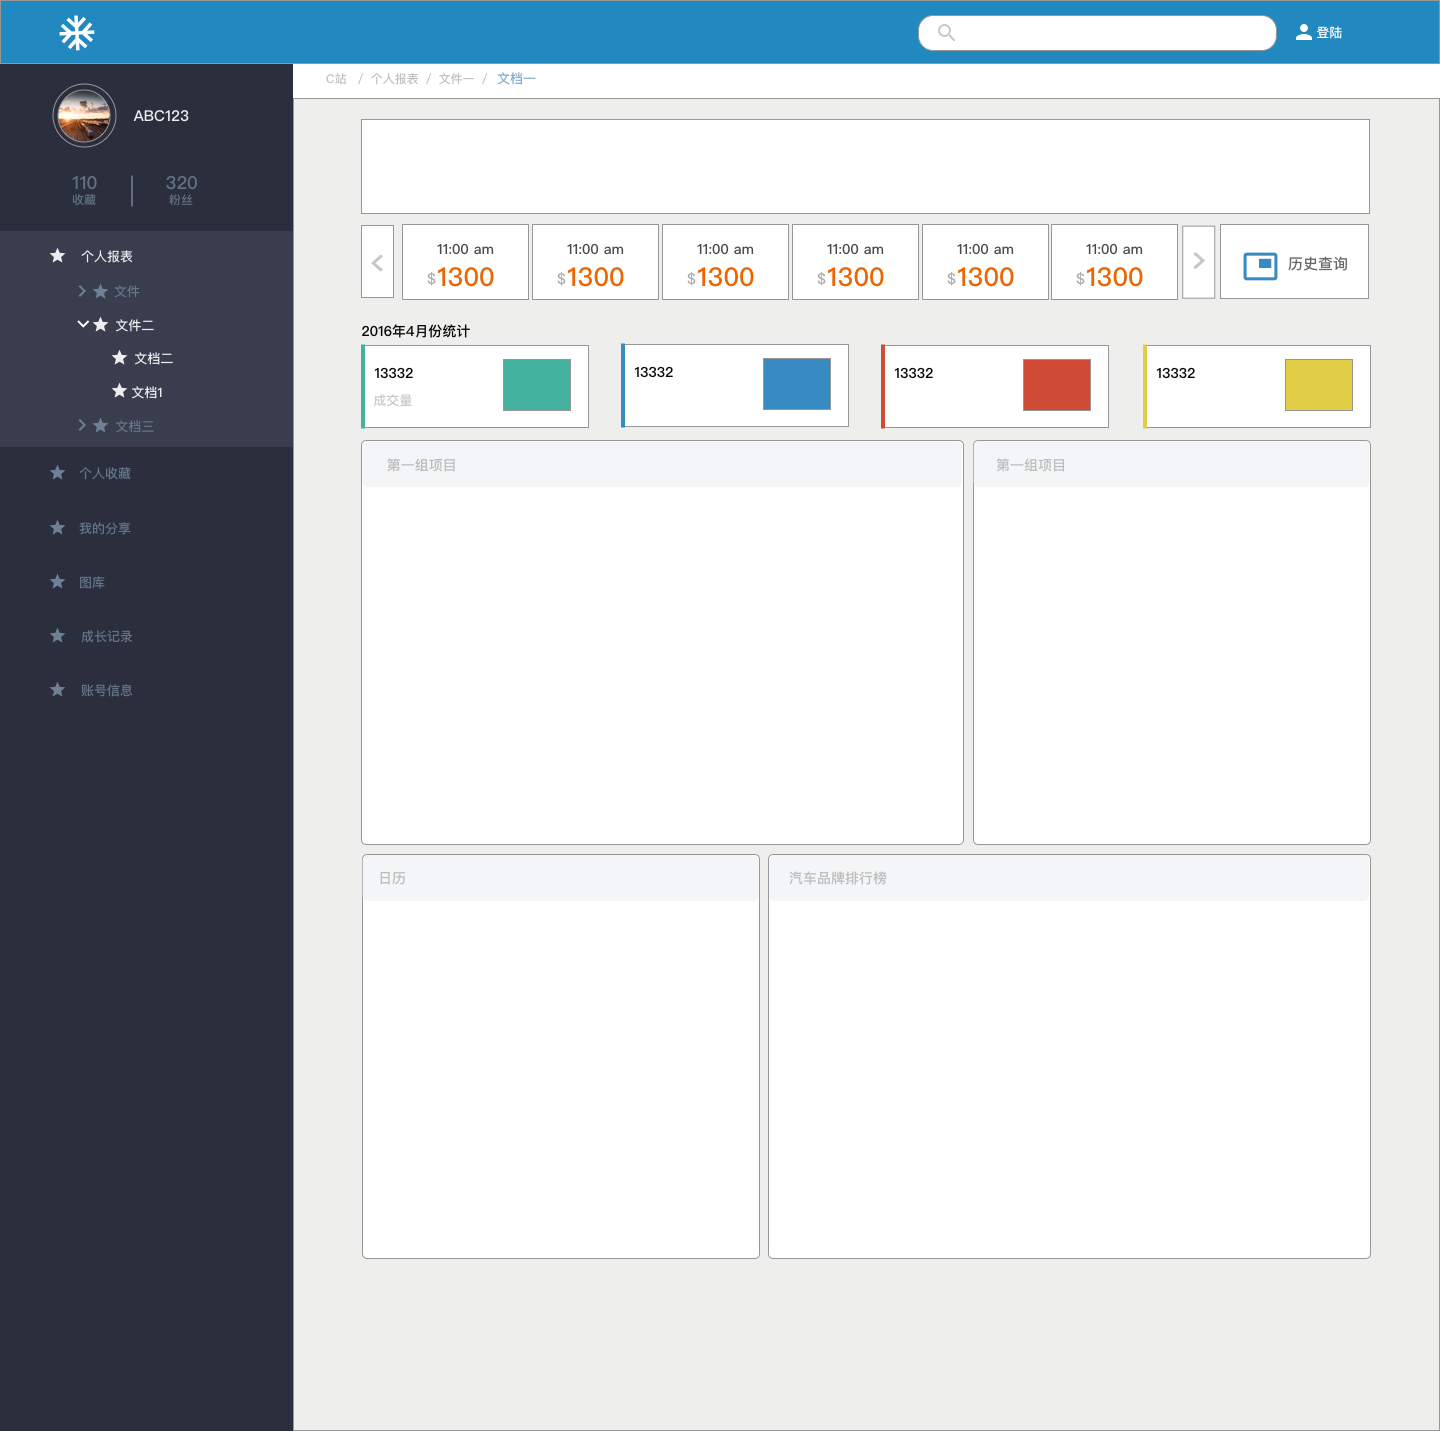 登陆
C站 / 个人报表 / 文件一 / 文档一
ABC123
110 320
收藏 粉丝
个人报表
文件
文件二
文档二
文档1
文档三
个人收藏
我的分享
图库
成长记录
账号信息
11:00 am 11:00 am 11:00 am 11:00 am 11:00 am 11:00 am
$1300 $1300 $1300 $1300 $1300 $1300
历史查询
2016年4月份统计
13332 13332 13332 13332
成交量
第一组项目 第一组项目
日历 汽车品牌排行榜